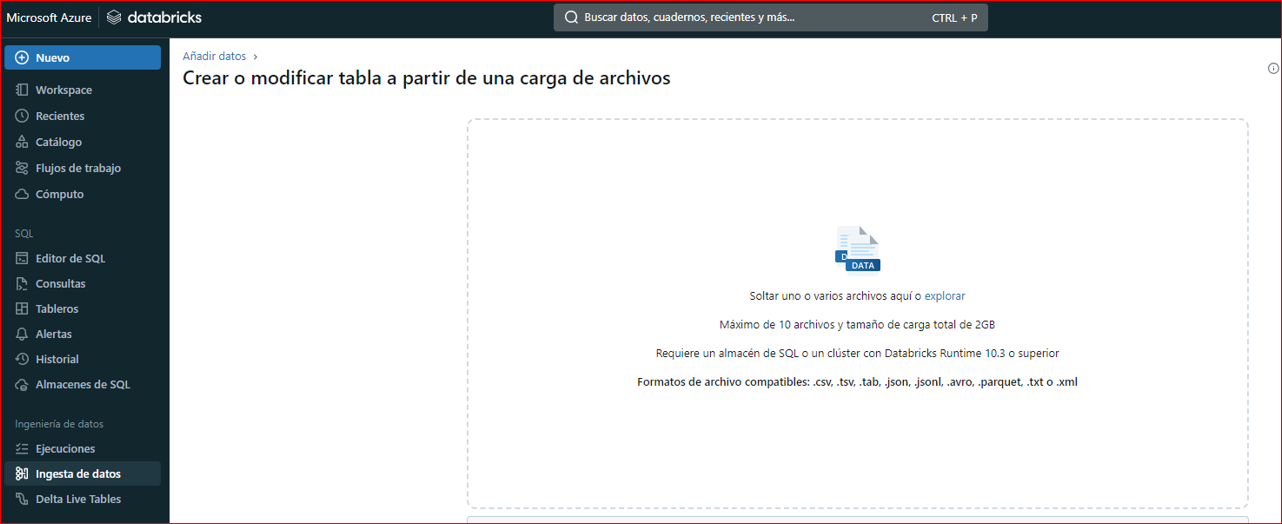 Microsoft Azure
databricks
Buscar datos, cuadernos, recientes y más...
CTRL + P
Nuevo
Workspace
Recientes
Catálogo
Flujos de trabajo
Cómputo
SQL
Editor de SQL
Consultas
Tableros
Alertas
Historial
Almacenes de SQL
Ingeniería de datos
Ejecuciones
Ingesta de datos
Delta Live Tables
Añadir datos >
Crear o modificar tabla a partir de una carga de archivos
DATA
Soltar uno o varios archivos aquí o explorar
Máximo de 10 archivos y tamaño de carga total de 2GB
Requiere un almacén de SQL o un clúster con Databricks Runtime 10.3 o superior
Formatos de archivo compatibles: .csv, .tsv, .tab, .json, .jsonl, .avro, .parquet, .txt o .xml